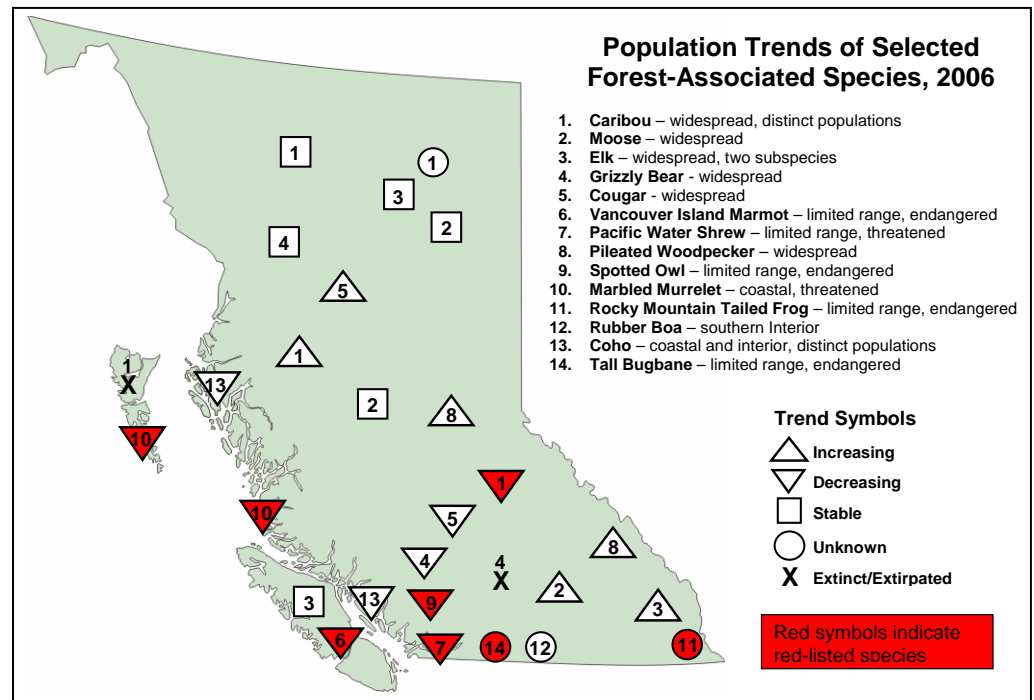 Population Trends of Selected
Forest-Associated Species, 2006
1. Caribou – widespread, distinct populations
2. Moose – widespread
3. Elk – widespread, two subspecies
4. Grizzly Bear - widespread
5. Cougar - widespread
6. Vancouver Island Marmot – limited range, endangered
7. Pacific Water Shrew – limited range, threatened
8. Pileated Woodpecker – widespread
9. Spotted Owl – limited range, endangered
10. Marbled Murrelet – coastal, threatened
11. Rocky Mountain Tailed Frog – limited range, endangered
12. Rubber Boa – southern Interior
13. Coho – coastal and interior, distinct populations
14. Tall Bugbane – limited range, endangered
1
1
3
2
4
5
1
1
X
13
2
8
10
1
10
5
8
4
4
X
2
3
13
9
3
6
7
14
12
11
Trend Symbols
Increasing
Decreasing
Stable
Unknown
X Extinct/Extirpated
Red symbols indicate
red-listed species